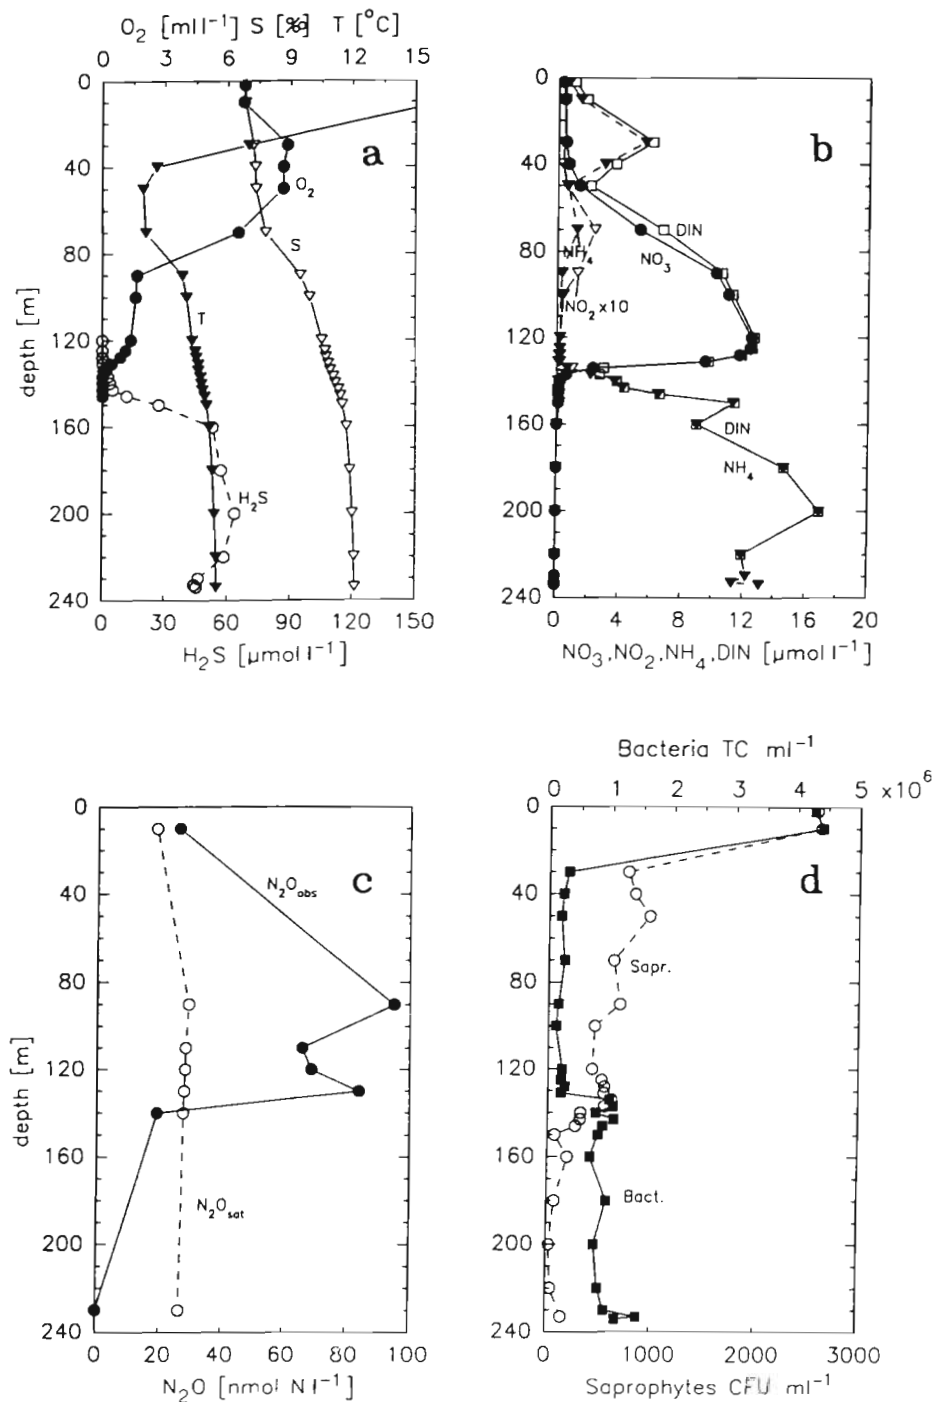 O₂ [ml l⁻¹] S [‰] T [°C]
0 3 6 9 12 15
0
40
80
120
160
200
240
depth [m]
a
O₂
S
T
H₂S
0 30 60 90 120 150
H₂S [μmol l⁻¹]
0
40
80
120
160
200
240
b
DIN
NO₃
NH₄
NO₂ x10
DIN
NH₄
0 4 8 12 16 20
NO₃,NO₂,NH₄,DIN [μmol l⁻¹]
0
40
80
120
160
200
240
depth [m]
c
N₂Oobs
N₂Osat
0 20 40 60 80 100
N₂O [nmol N l⁻¹]
Bacteria TC ml⁻¹
0 1 2 3 4 5 x10⁶
0
40
80
120
160
200
240
d
Sapr.
Bact.
0 1000 2000 3000
Saprophytes CFU ml⁻¹